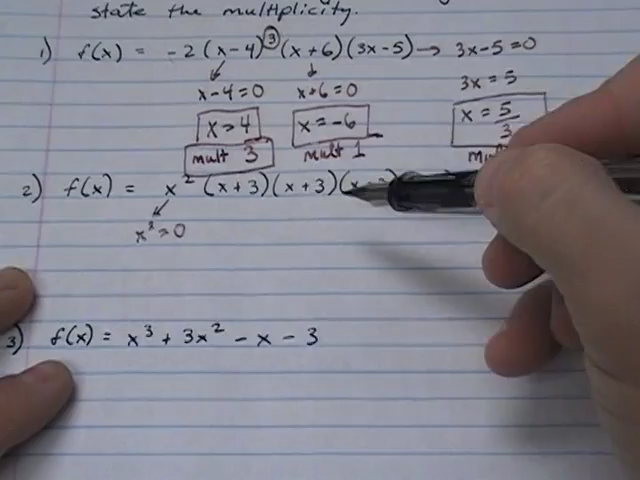 state the multiplicity.
1) f(x) = -2(x-4)³(x+6)(3x-5) → 3x-5=0
x-4=0 x+6=0 3x=5
x=4 x=-6 x=5/3
mult 3 mult 1
2) f(x) = x²(x+3)(x+3)(x
x²=0
3) f(x) = x³+3x²-x-3